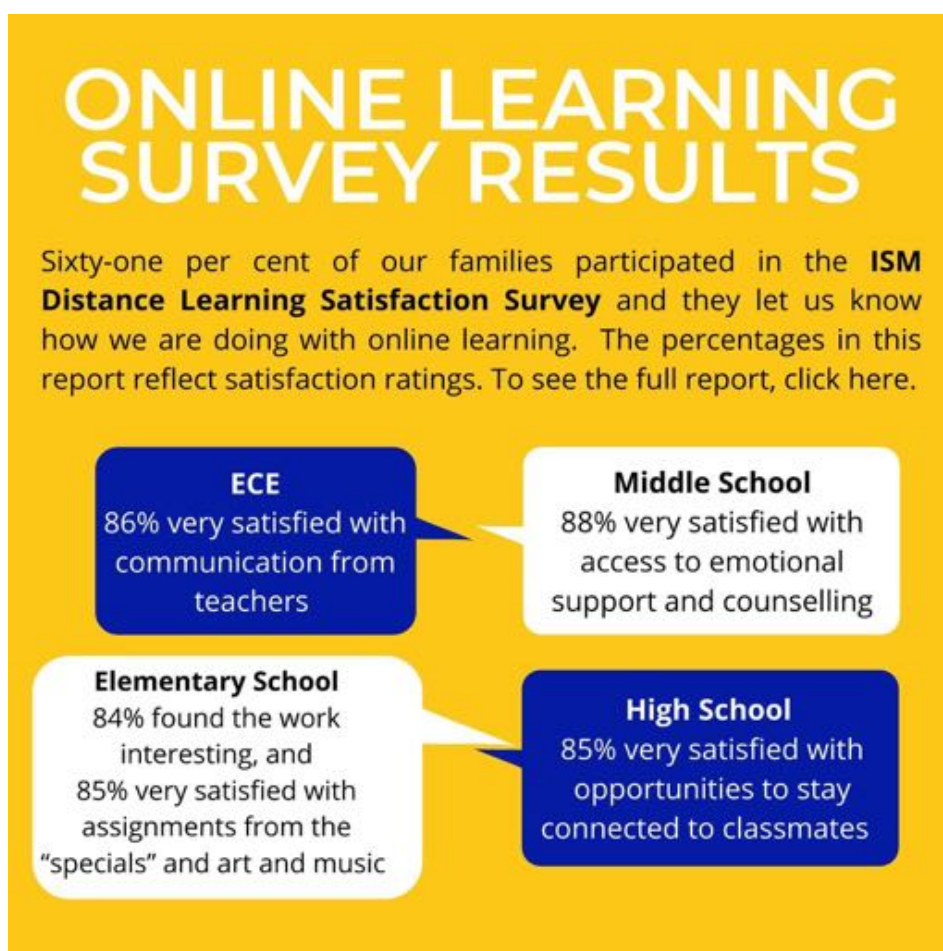 ONLINE LEARNING
SURVEY RESULTS
Sixty-one per cent of our families participated in the ISM
Distance Learning Satisfaction Survey and they let us know
how we are doing with online learning. The percentages in this
report reflect satisfaction ratings. To see the full report, click here.
ECE
86% very satisfied with
communication from
teachers
Middle School
88% very satisfied with
access to emotional
support and counselling
Elementary School
84% found the work
interesting, and
85% very satisfied with
assignments from the
“specials” and art and music
High School
85% very satisfied with
opportunities to stay
connected to classmates